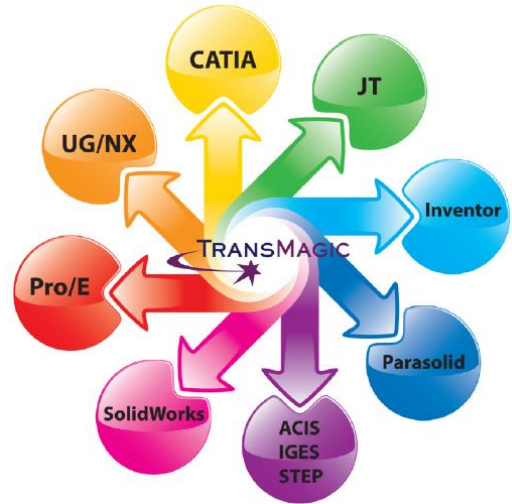 CATIA
JT
UG/NX
Inventor
TRANSMAGIC
Pro/E
Parasolid
SolidWorks
ACIS
IGES
STEP